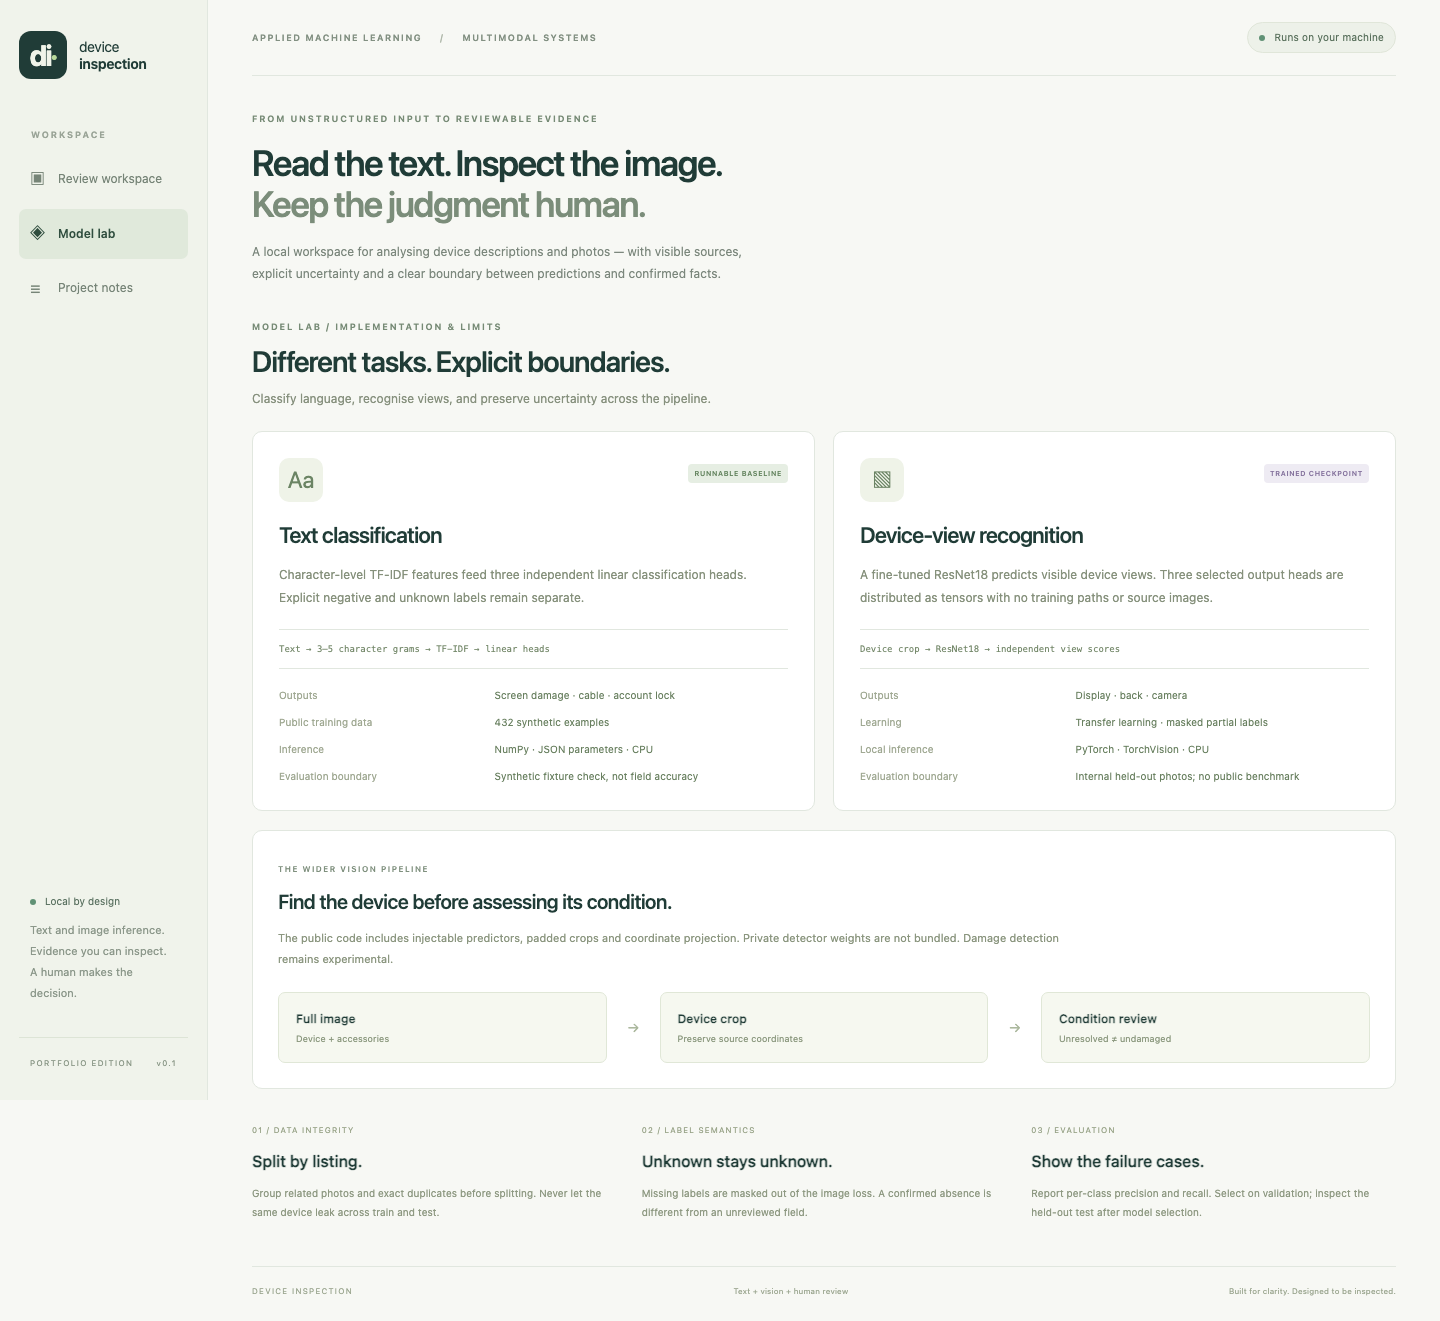 di
device
inspection
WORKSPACE
Review workspace
Model lab
Project notes
Local by design
Text and image inference.
Evidence you can inspect.
A human makes the
decision.
PORTFOLIO EDITION v0.1
APPLIED MACHINE LEARNING / MULTIMODAL SYSTEMS
Runs on your machine
FROM UNSTRUCTURED INPUT TO REVIEWABLE EVIDENCE
Read the text. Inspect the image.
Keep the judgment human.
A local workspace for analysing device descriptions and photos — with visible sources,
explicit uncertainty and a clear boundary between predictions and confirmed facts.
MODEL LAB / IMPLEMENTATION & LIMITS
Different tasks. Explicit boundaries.
Classify language, recognise views, and preserve uncertainty across the pipeline.
Aa
RUNNABLE BASELINE
Text classification
Character-level TF-IDF features feed three independent linear classification heads.
Explicit negative and unknown labels remain separate.
Text → 3–5 character grams → TF–IDF → linear heads
Outputs Screen damage · cable · account lock
Public training data 432 synthetic examples
Inference NumPy · JSON parameters · CPU
Evaluation boundary Synthetic fixture check, not field accuracy
TRAINED CHECKPOINT
Device-view recognition
A fine-tuned ResNet18 predicts visible device views. Three selected output heads are
distributed as tensors with no training paths or source images.
Device crop → ResNet18 → independent view scores
Outputs Display · back · camera
Learning Transfer learning · masked partial labels
Local inference PyTorch · TorchVision · CPU
Evaluation boundary Internal held-out photos; no public benchmark
THE WIDER VISION PIPELINE
Find the device before assessing its condition.
The public code includes injectable predictors, padded crops and coordinate projection. Private detector weights are not bundled. Damage detection
remains experimental.
Full image
Device + accessories
→
Device crop
Preserve source coordinates
→
Condition review
Unresolved ≠ undamaged
01 / DATA INTEGRITY
Split by listing.
Group related photos and exact duplicates before splitting. Never let the
same device leak across train and test.
02 / LABEL SEMANTICS
Unknown stays unknown.
Missing labels are masked out of the image loss. A confirmed absence is
different from an unreviewed field.
03 / EVALUATION
Show the failure cases.
Report per-class precision and recall. Select on validation; inspect the
held-out test after model selection.
DEVICE INSPECTION
Text + vision + human review
Built for clarity. Designed to be inspected.